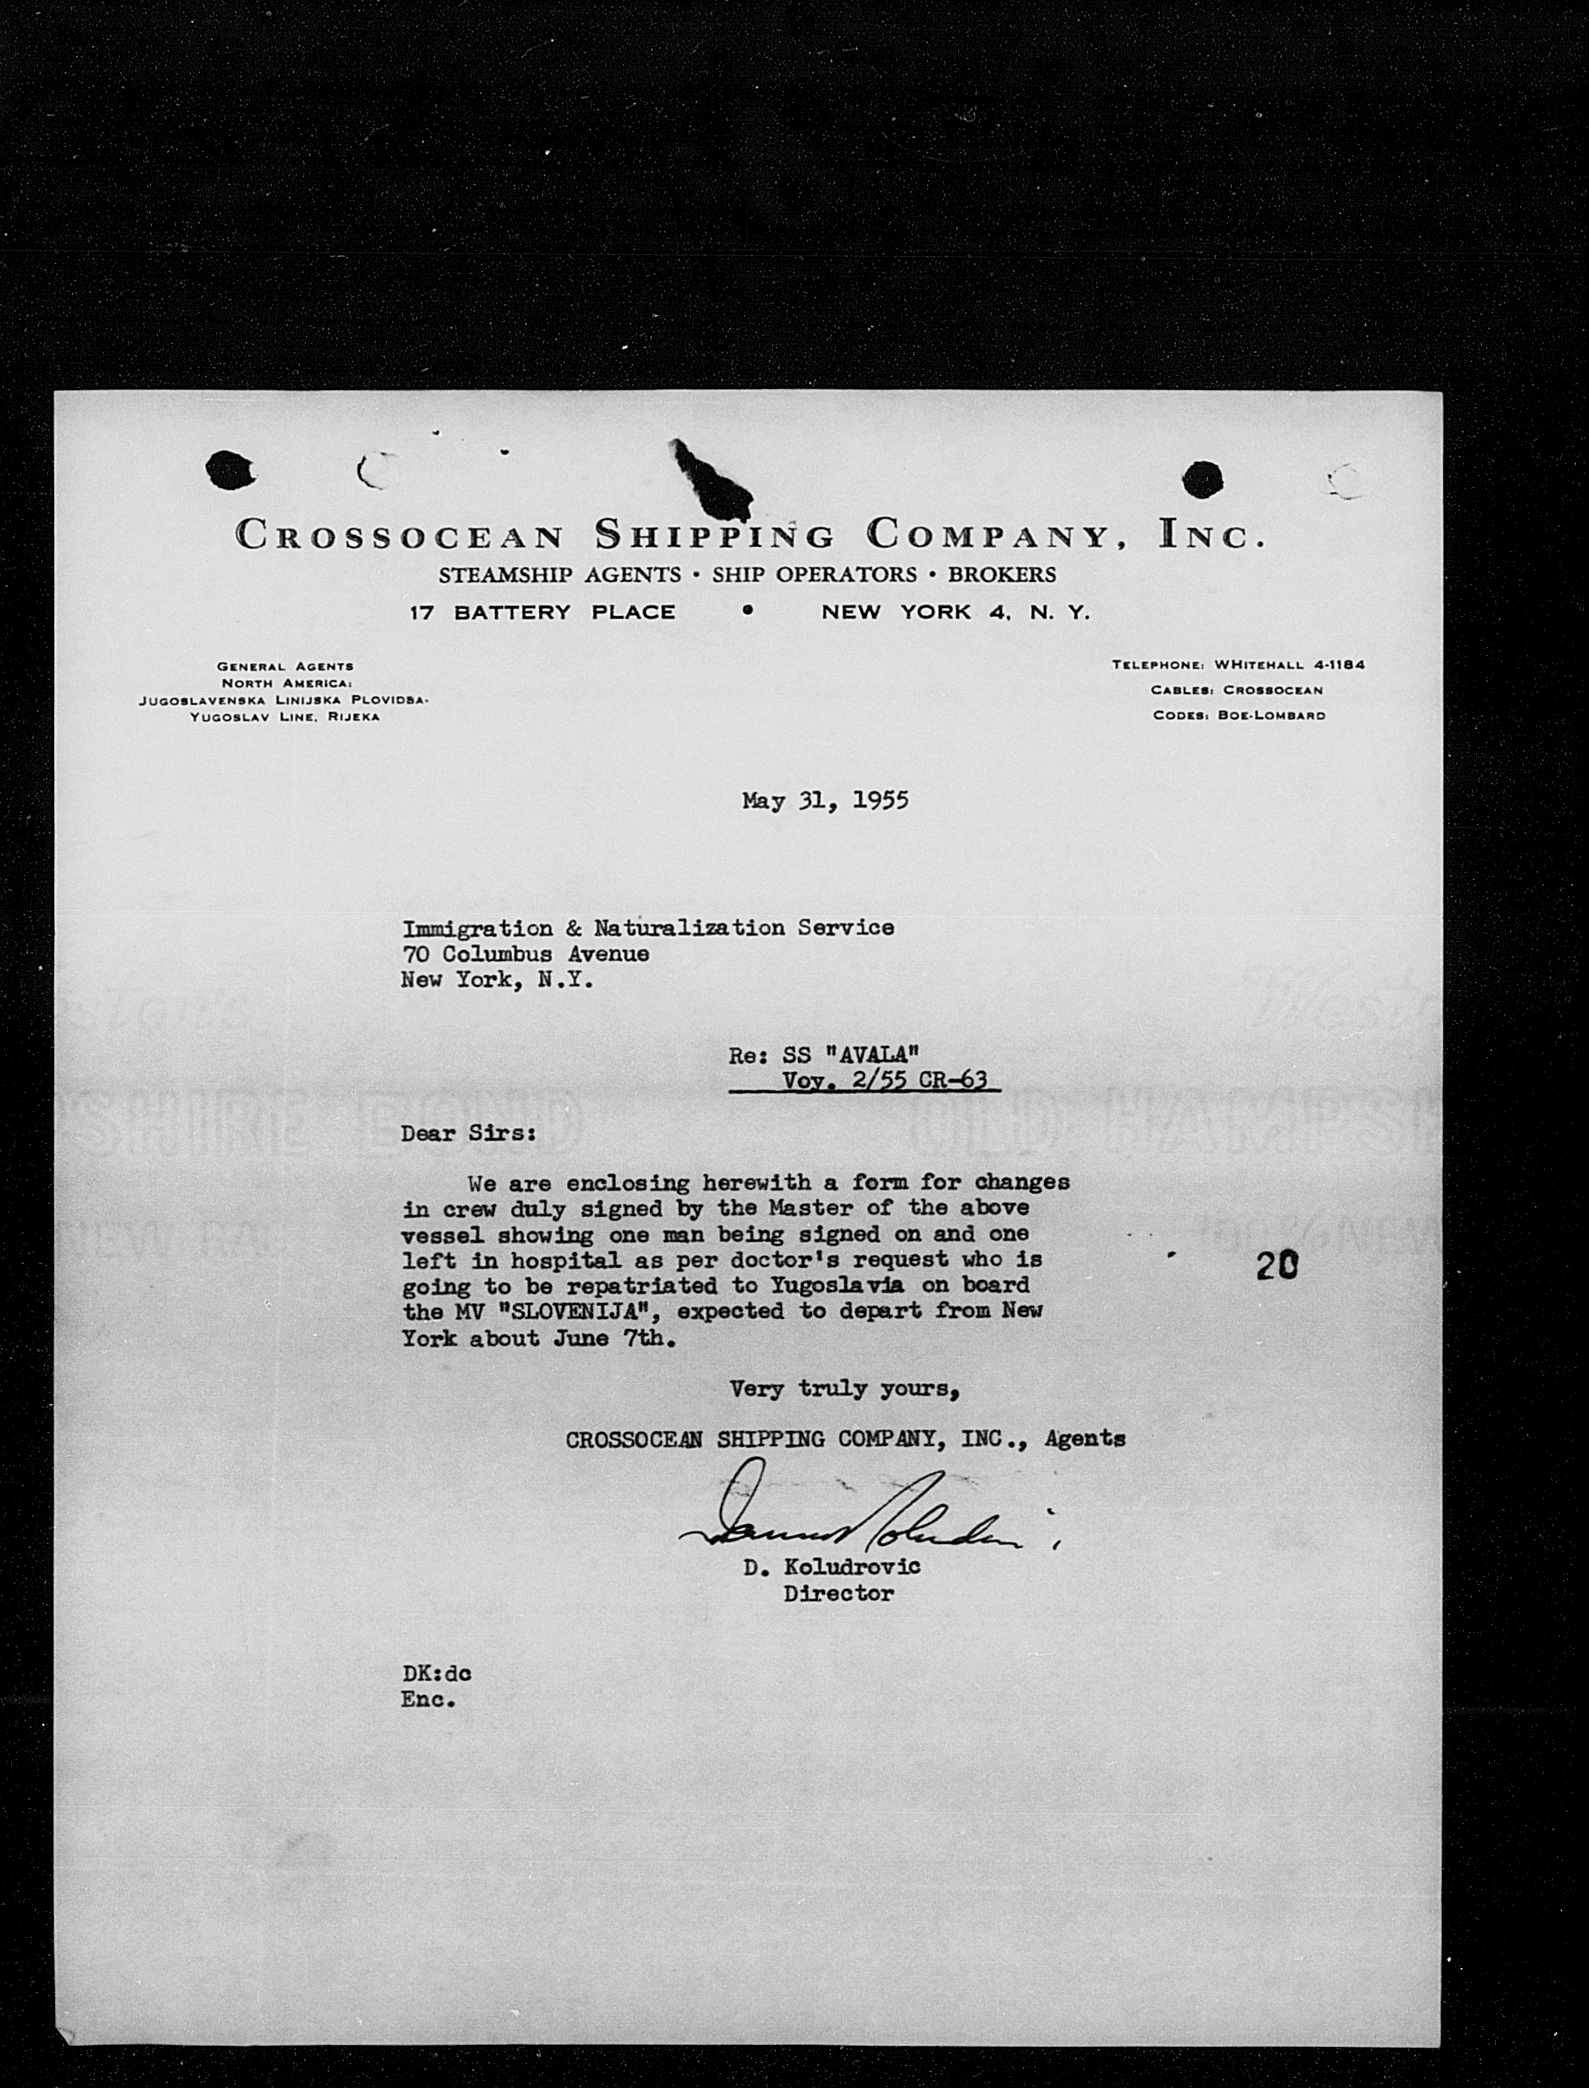 CROSSOCEAN SHIPPING COMPANY, INC.
STEAMSHIP AGENTS • SHIP OPERATORS • BROKERS
17 BATTERY PLACE • NEW YORK 4, N. Y.
GENERAL AGENTS
NORTH AMERICA:
JUGOSLAVENSKA LINIJSKA PLOVIDBA-
YUGOSLAV LINE, RIJEKA
TELEPHONE: WHITEHALL 4-1184
CABLES: CROSSOCEAN
CODES: BOE-LOMBARD
May 31, 1955
Immigration & Naturalization Service
70 Columbus Avenue
New York, N.Y.
Re: SS "AVALA"
Voy. 2/55 CR-63
Dear Sirs:
We are enclosing herewith a form for changes
in crew duly signed by the Master of the above
vessel showing one man being signed on and one
left in hospital as per doctor's request who is
going to be repatriated to Yugoslavia on board
the MV "SLOVENIJA", expected to depart from New
York about June 7th.
20
Very truly yours,
CROSSOCEAN SHIPPING COMPANY, INC., Agents
D. Koludrovic
Director
DK:dc
Enc.